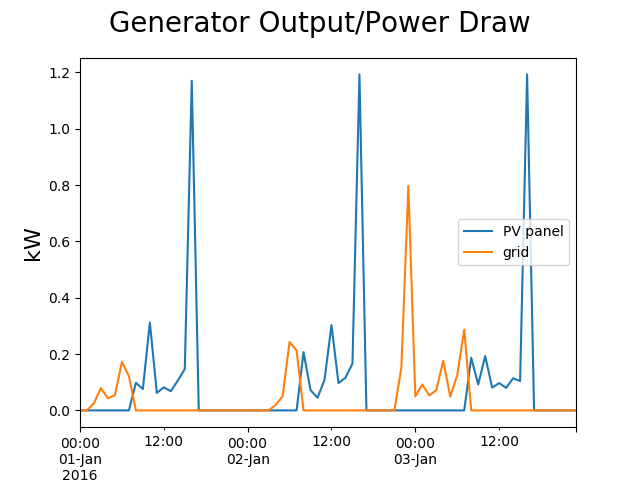 Generator Output/Power Draw
kW
1.2
1.0
0.8
0.6
0.4
0.2
0.0
PV panel
grid
00:00 12:00 00:00 12:00 00:00 12:00
01-Jan 02-Jan 03-Jan
2016